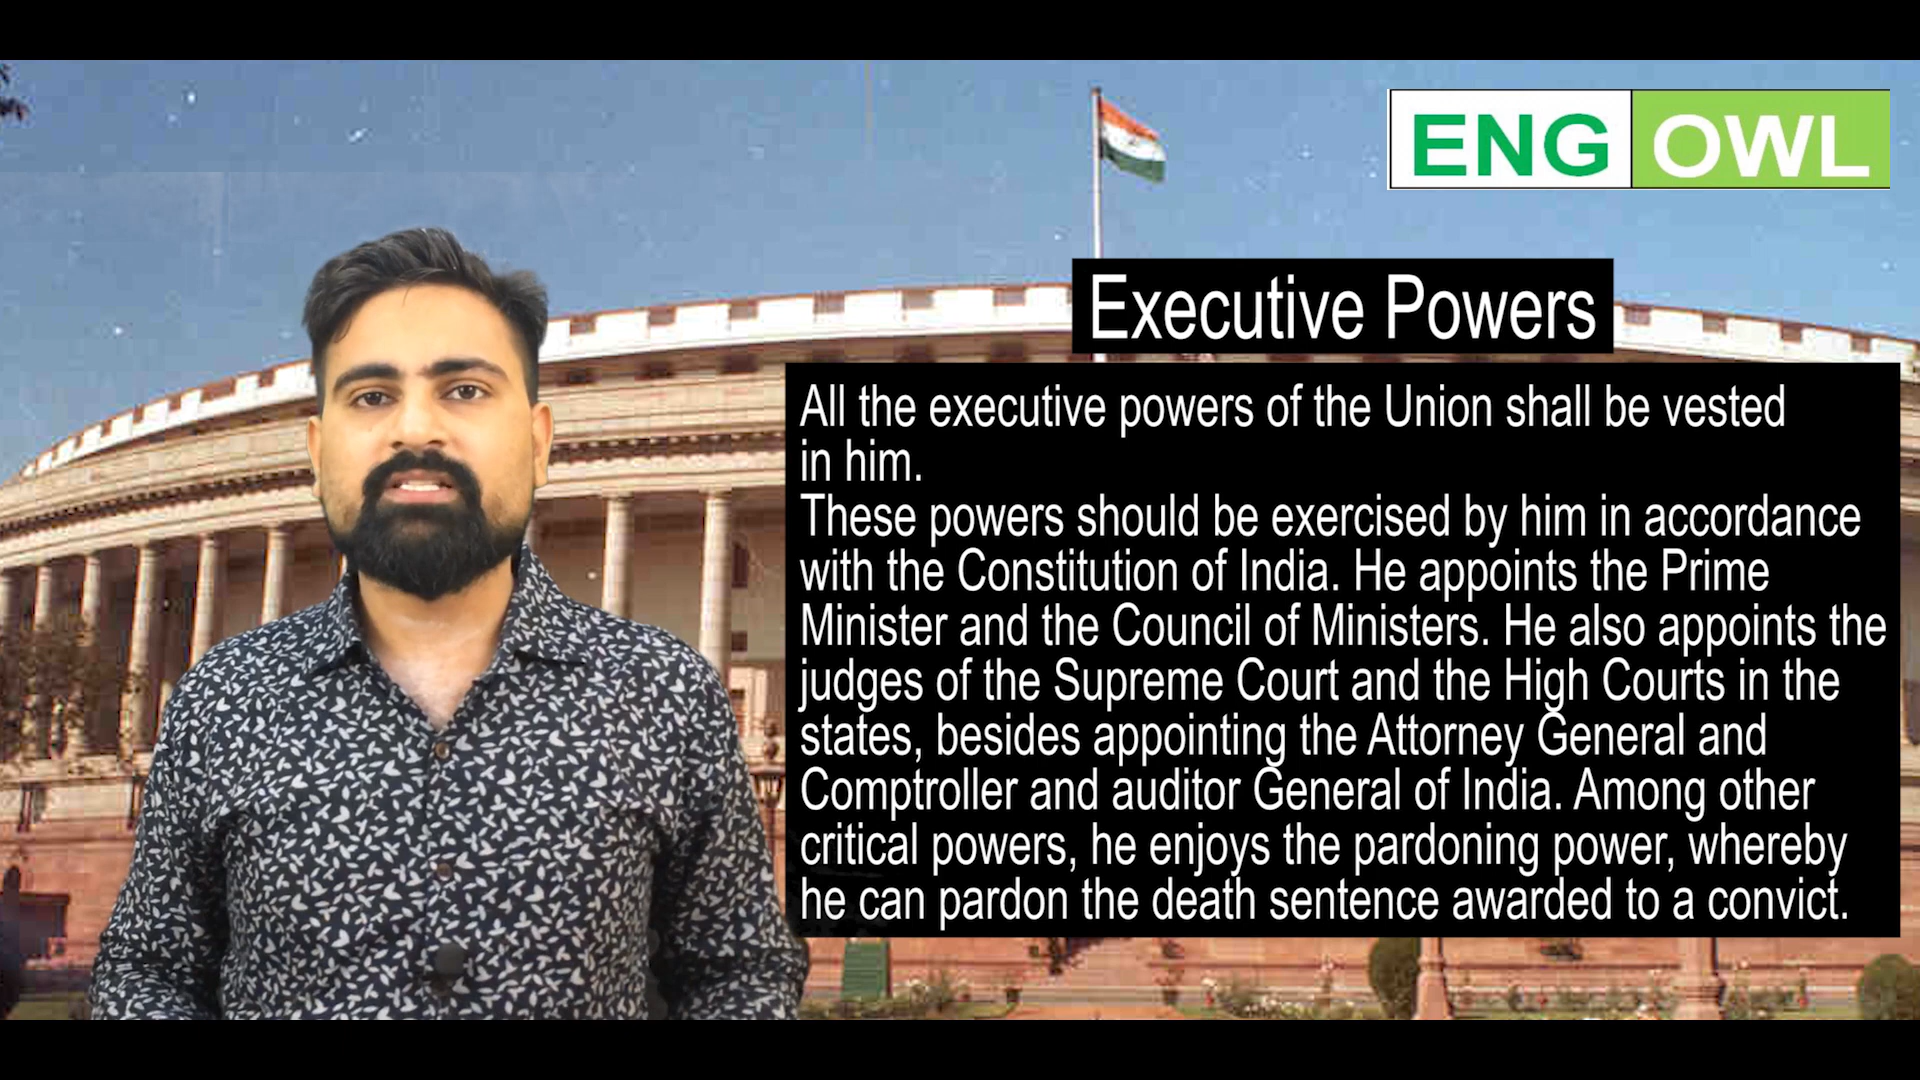 ENG OWL
Executive Powers
All the executive powers of the Union shall be vested
in him.
These powers should be exercised by him in accordance
with the Constitution of India. He appoints the Prime
Minister and the Council of Ministers. He also appoints the
judges of the Supreme Court and the High Courts in the
states, besides appointing the Attorney General and
Comptroller and auditor General of India. Among other
critical powers, he enjoys the pardoning power, whereby
he can pardon the death sentence awarded to a convict.